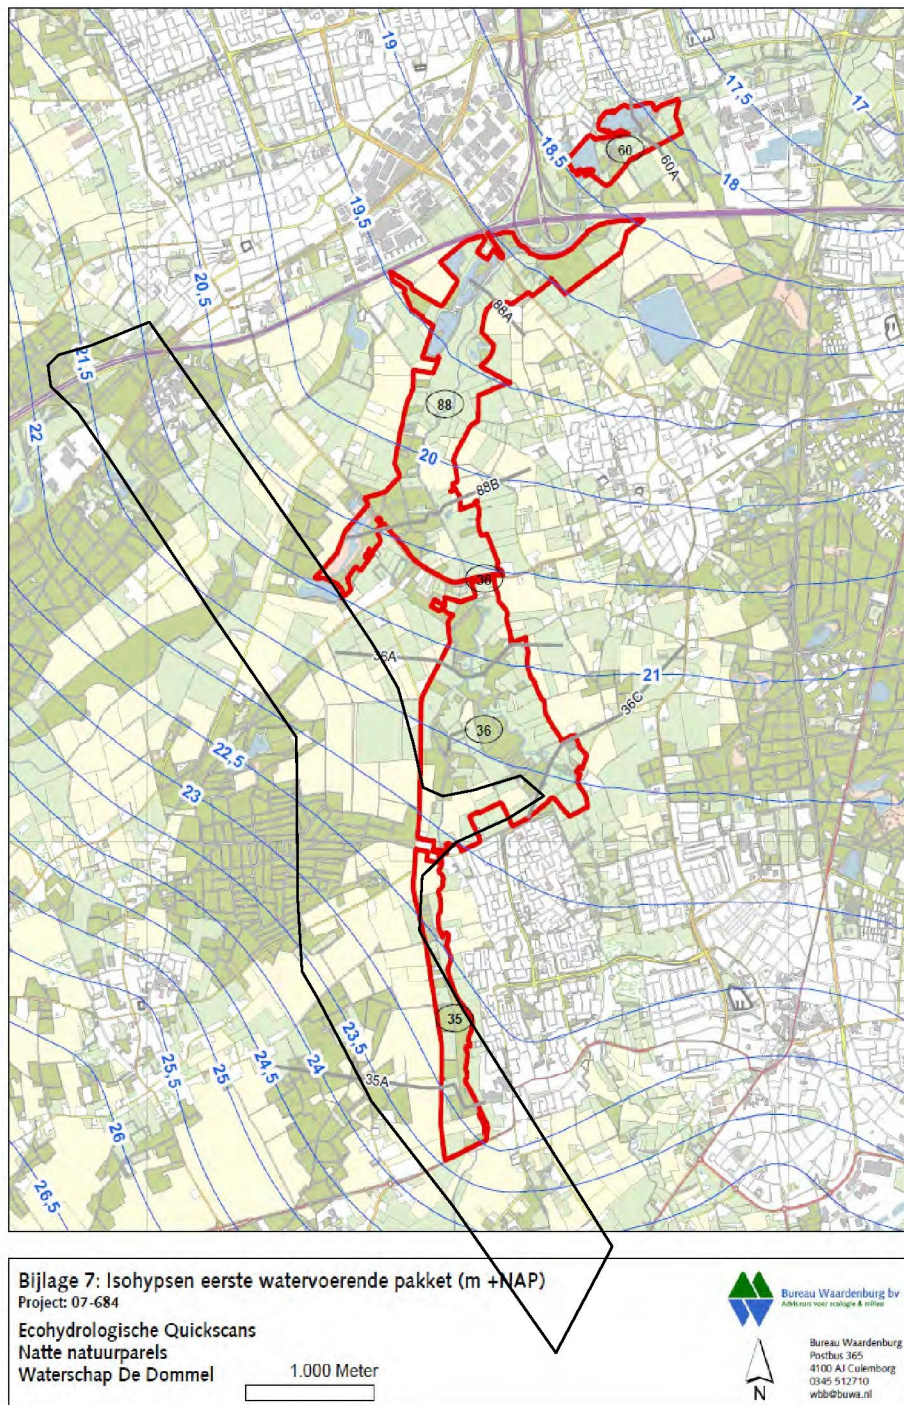 19
17,5
17
18,5
60
60A
18
19,5
20,5
88A
21,5
88
22
20
88B
36
36A
21
36C
36
22,5
23
35
23,5
24
24,5
25
25,5
35A
26
26,5
Bijlage 7: Isohypsen eerste watervoerende pakket (m +NAP)
Project: 07-684
Ecohydrologische Quickscans
Natte natuurparels
Waterschap De Dommel
1.000 Meter
Bureau Waardenburg bv
Adviseurs voor ecologie & milieu
Bureau Waardenburg
Postbus 365
4100 AJ Culemborg
0345 512710
wbb@buwa.nl
N